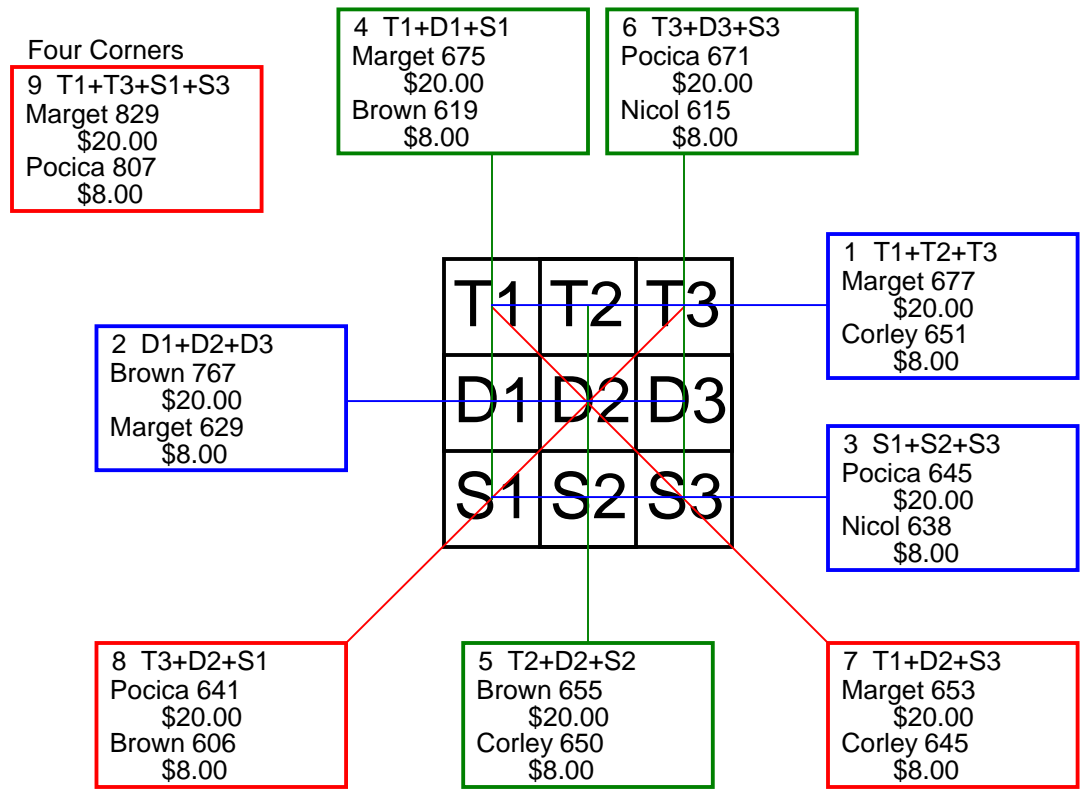 Four Corners
9 T1+T3+S1+S3
Marget 829
$20.00
Pocica 807
$8.00
4 T1+D1+S1
Marget 675
$20.00
Brown 619
$8.00
6 T3+D3+S3
Pocica 671
$20.00
Nicol 615
$8.00
1 T1+T2+T3
Marget 677
$20.00
Corley 651
$8.00
2 D1+D2+D3
Brown 767
$20.00
Marget 629
$8.00
T1 T2 T3
D1 D2 D3
S1 S2 S3
3 S1+S2+S3
Pocica 645
$20.00
Nicol 638
$8.00
8 T3+D2+S1
Pocica 641
$20.00
Brown 606
$8.00
5 T2+D2+S2
Brown 655
$20.00
Corley 650
$8.00
7 T1+D2+S3
Marget 653
$20.00
Corley 645
$8.00